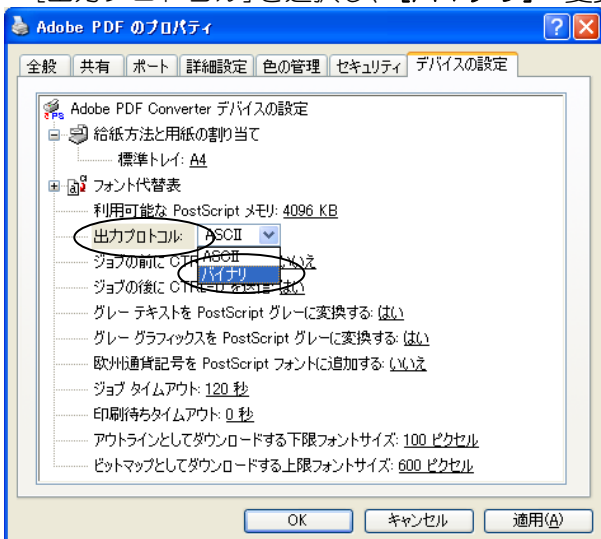 Adobe PDF のプロパティ
全般 共有 ポート 詳細設定 色の管理 セキュリティ デバイスの設定
Adobe PDF Converter デバイスの設定
給紙方法と用紙の割り当て
標準トレイ: A4
フォント代替表
利用可能な PostScript メモリ: 4096 KB
出力プロトコル: ASCII
ASCII
ジョブの前に いいえ
バイナリ
ジョブの後に CTRL-D を送信: はい
グレー テキストを PostScript グレーに変換する: はい
グレー グラフィックスを PostScript グレーに変換する: はい
欧州通貨記号を PostScript フォントに追加する: いいえ
ジョブ タイムアウト: 120 秒
印刷待ちタイムアウト: 0 秒
アウトラインとしてダウンロードする下限フォントサイズ: 100 ピクセル
ビットマップとしてダウンロードする上限フォントサイズ: 600 ピクセル
OK キャンセル 適用(A)